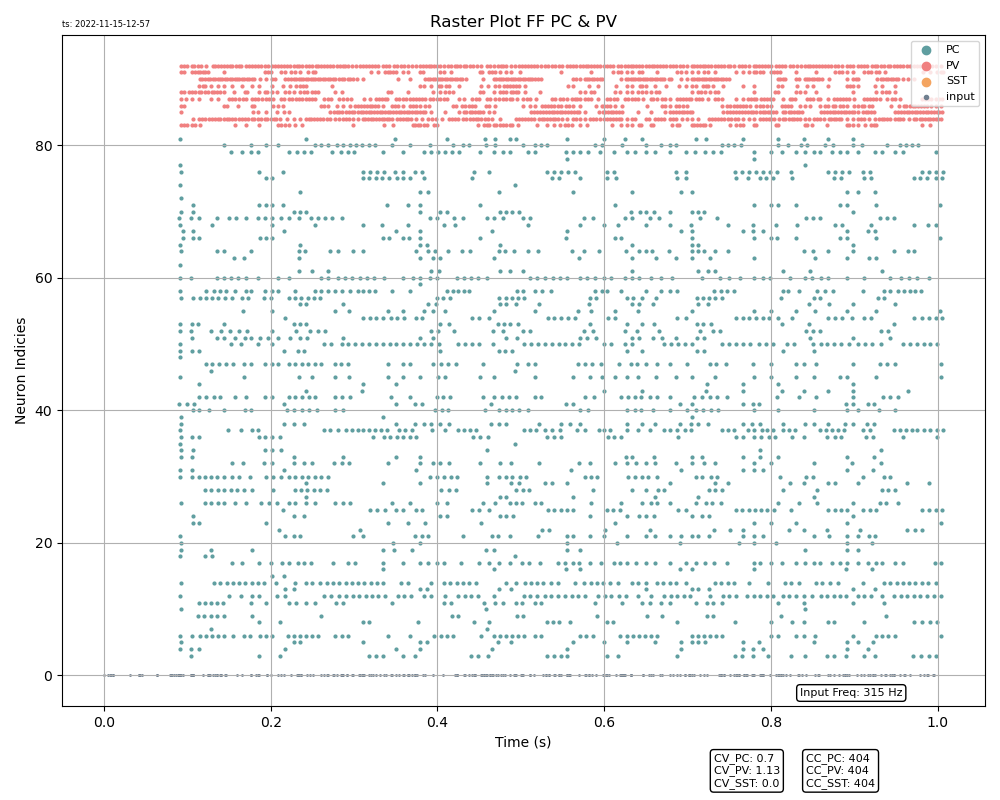 ts: 2022-11-15-12-57
Raster Plot FF PC & PV
PC
PV
SST
input
80
60
40
20
0
Neuron Indicies
0.0
0.2
0.4
0.6
0.8
1.0
Time (s)
Input Freq: 315 Hz
CV_PC: 0.7
CV_PV: 1.13
CV_SST: 0.0
CC_PC: 404
CC_PV: 404
CC_SST: 404